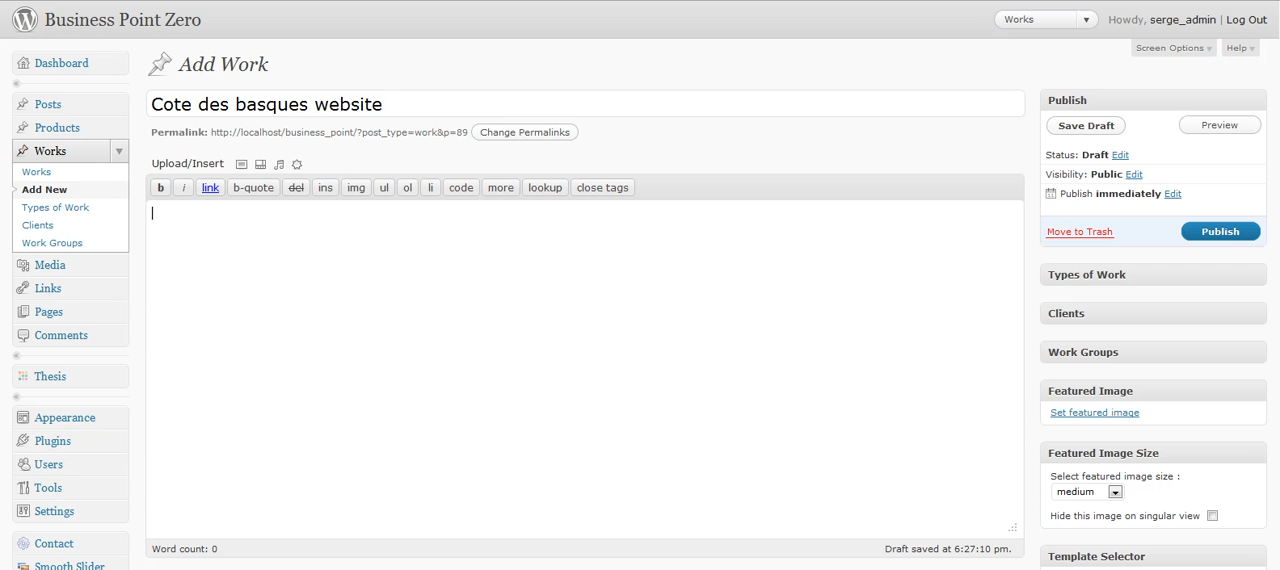 Business Point Zero
Works
Howdy, serge_admin | Log Out
Screen Options
Help
Dashboard
Posts
Products
Works
Works
Add New
Types of Work
Clients
Work Groups
Media
Links
Pages
Comments
Thesis
Appearance
Plugins
Users
Tools
Settings
Contact
Smooth Slider
Add Work
Cote des basques website
Permalink: http://localhost/business_point/?post_type=work&p=89 Change Permalinks
Upload/Insert
b i link b-quote del ins img ul ol li code more lookup close tags
Word count: 0
Draft saved at 6:27:10 pm.
Publish
Save Draft
Preview
Status: Draft Edit
Visibility: Public Edit
Publish immediately Edit
Move to Trash
Publish
Types of Work
Clients
Work Groups
Featured Image
Set featured image
Featured Image Size
Select featured image size :
medium
Hide this image on singular view
Template Selector